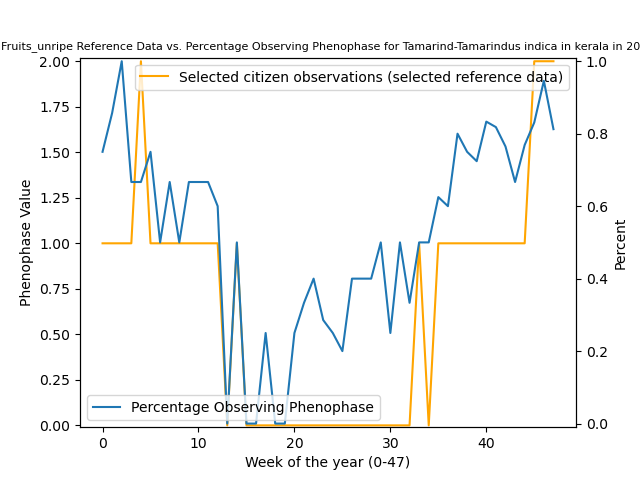 Fruits_unripe Reference Data vs. Percentage Observing Phenophase for Tamarind-Tamarindus indica in kerala in 20
Selected citizen observations (selected reference data)
Percentage Observing Phenophase
Phenophase Value
2.00
1.75
1.50
1.25
1.00
0.75
0.50
0.25
0.00
Percent
1.0
0.8
0.6
0.4
0.2
0.0
0 10 20 30 40
Week of the year (0-47)